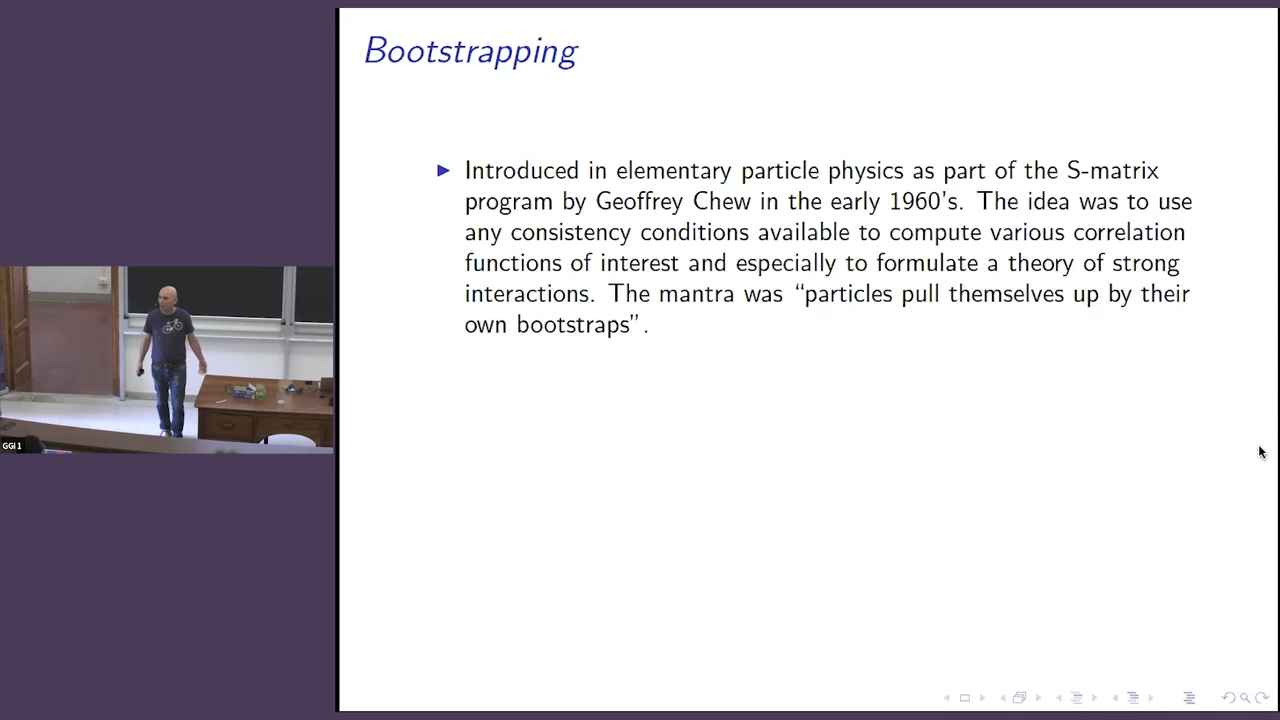 Bootstrapping
Introduced in elementary particle physics as part of the S-matrix
program by Geoffrey Chew in the early 1960's. The idea was to use
any consistency conditions available to compute various correlation
functions of interest and especially to formulate a theory of strong
interactions. The mantra was “particles pull themselves up by their
own bootstraps”.
GGI 1